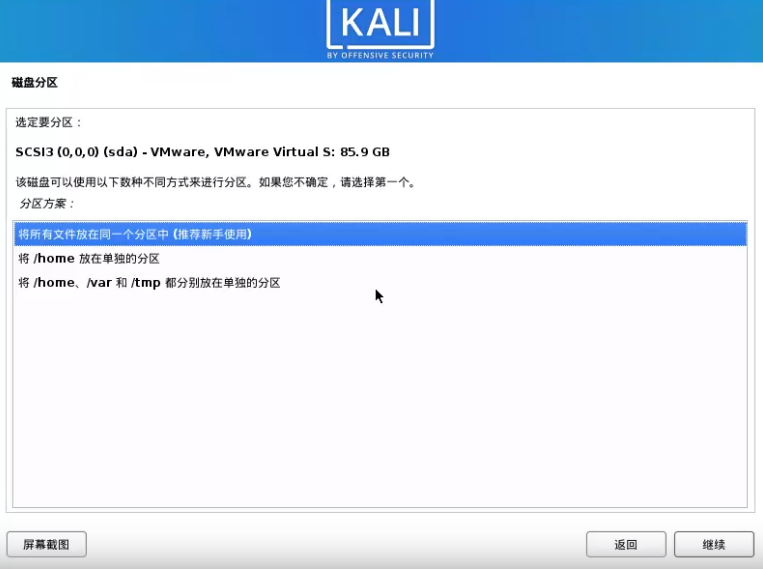 KALI
BY OFFENSIVE SECURITY
磁盘分区
选定要分区：
SCSI3 (0,0,0) (sda) - VMware, VMware Virtual S: 85.9 GB
该磁盘可以使用以下数种不同方式来进行分区。如果您不确定，请选择第一个。
分区方案：
将所有文件放在同一个分区中 (推荐新手使用)
将 /home 放在单独的分区
将 /home、/var 和 /tmp 都分别放在单独的分区
屏幕截图 返回 继续